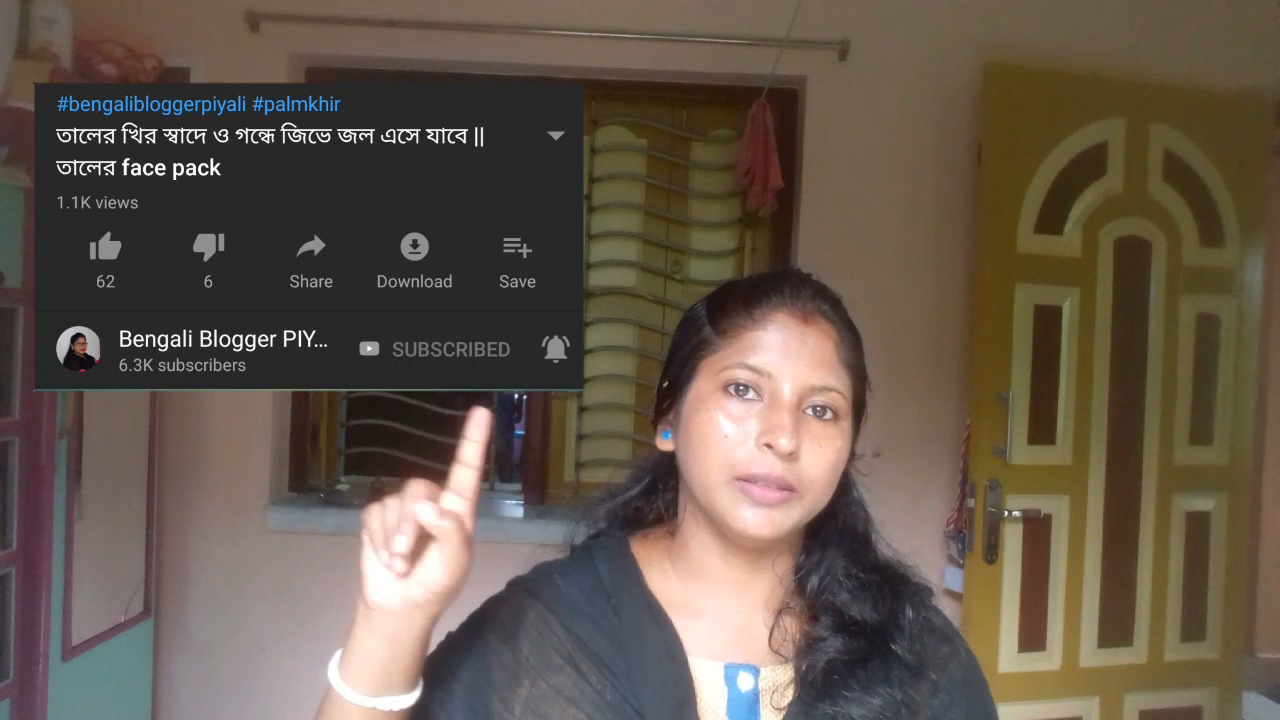 #bengalibloggerpiyali #palmkhir
তালের খির স্বাদে ও গন্ধে জিভে জল এসে যাবে ||
তালের face pack
1.1K views
62 6 Share Download Save
Bengali Blogger PIY... SUBSCRIBED
6.3K subscribers